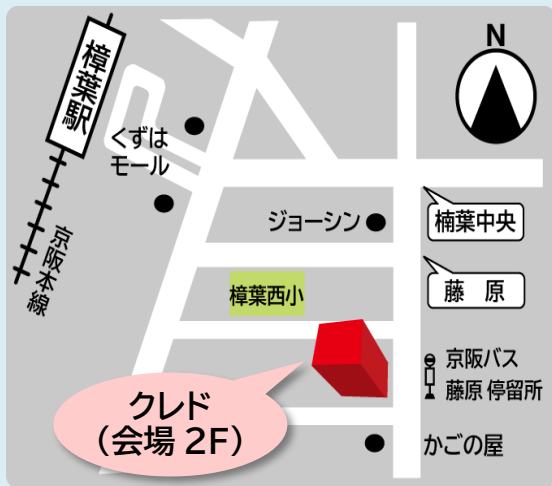 樟葉駅
N
くずは
モール
京阪本線
ジョーシン
楠葉中央
藤 原
樟葉西小
京阪バス
藤原 停留所
クレド
(会場 2F)
かごの屋